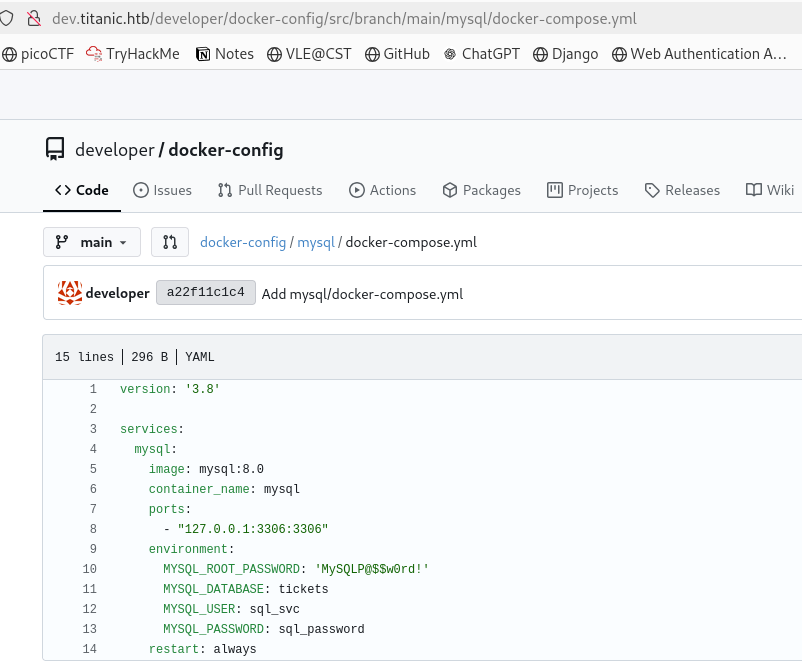 dev.titanic.htb/developer/docker-config/src/branch/main/mysql/docker-compose.yml
picoCTF TryHackMe Notes VLE@CST GitHub ChatGPT Django Web Authentication A...
developer / docker-config
Code Issues Pull Requests Actions Packages Projects Releases Wiki
main docker-config / mysql / docker-compose.yml
developer a22f11c1c4 Add mysql/docker-compose.yml
15 lines | 296 B | YAML
1 version: '3.8'
2
3 services:
4 mysql:
5 image: mysql:8.0
6 container_name: mysql
7 ports:
8 - "127.0.0.1:3306:3306"
9 environment:
10 MYSQL_ROOT_PASSWORD: 'MySQLP@$$w0rd!'
11 MYSQL_DATABASE: tickets
12 MYSQL_USER: sql_svc
13 MYSQL_PASSWORD: sql_password
14 restart: always